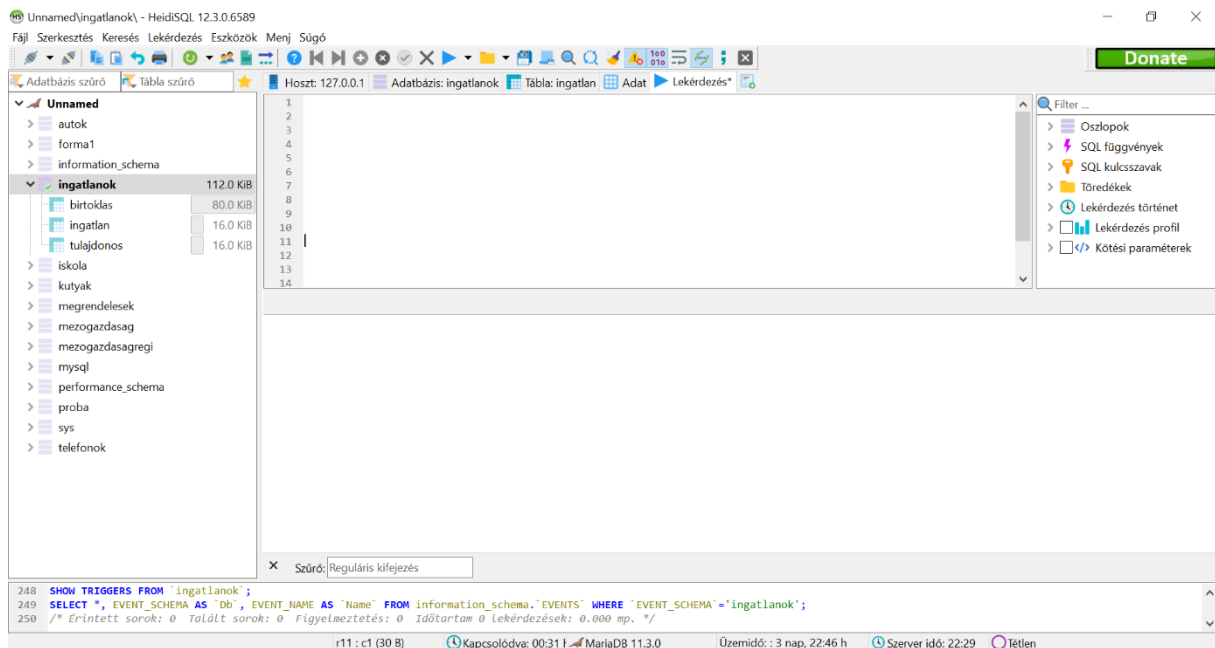 Unnamed\ingatlanok\ - HeidiSQL 12.3.0.6589
Fájl Szerkesztés Keresés Lekérdezés Eszközök Menj Súgó
Donate
Adatbázis szűrő Tábla szűrő
Hoszt: 127.0.0.1 Adatbázis: ingatlanok Tábla: ingatlan Adat Lekérdezés*
Unnamed
autok
forma1
information_schema
ingatlanok 112.0 KiB
birtoklas 80.0 KiB
ingatlan 16.0 KiB
tulajdonos 16.0 KiB
iskola
kutyak
megrendelesek
mezogazdasag
mezogazdasagregi
mysql
performance_schema
proba
sys
telefonok
1
2
3
4
5
6
7
8
9
10
11
12
13
14
Filter ...
Oszlopok
SQL függvények
SQL kulcsszavak
Töredékek
Lekérdezés történet
Lekérdezés profil
Kötési paraméterek
Szűrő: Reguláris kifejezés
248 SHOW TRIGGERS FROM `ingatlanok`;
249 SELECT *, EVENT_SCHEMA AS `Db`, EVENT_NAME AS `Name` FROM information_schema.`EVENTS` WHERE `EVENT_SCHEMA`='ingatlanok';
250 /* Érintett sorok: 0 Talált sorok: 0 Figyelmeztetés: 0 Időtartam 0 lekérdezések: 0.000 mp. */
r11 : c1 (30 B) Kapcsolódva: 00:31 MariaDB 11.3.0 Üzemidő: : 3 nap, 22:46 h Szerver idő: 22:29 Tétlen